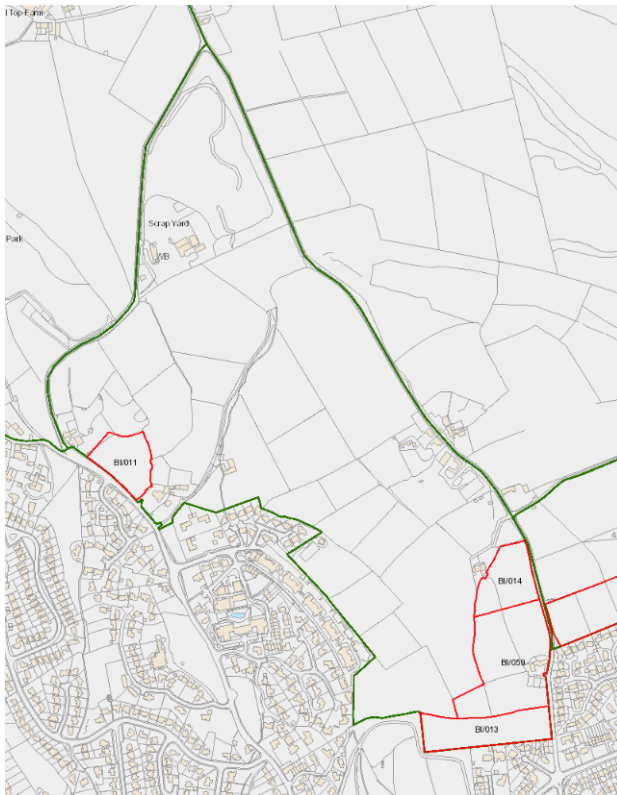 l Top Farm
Scrap Yard
WB
Park
BI/011
BI/014
BI/059
BI/013